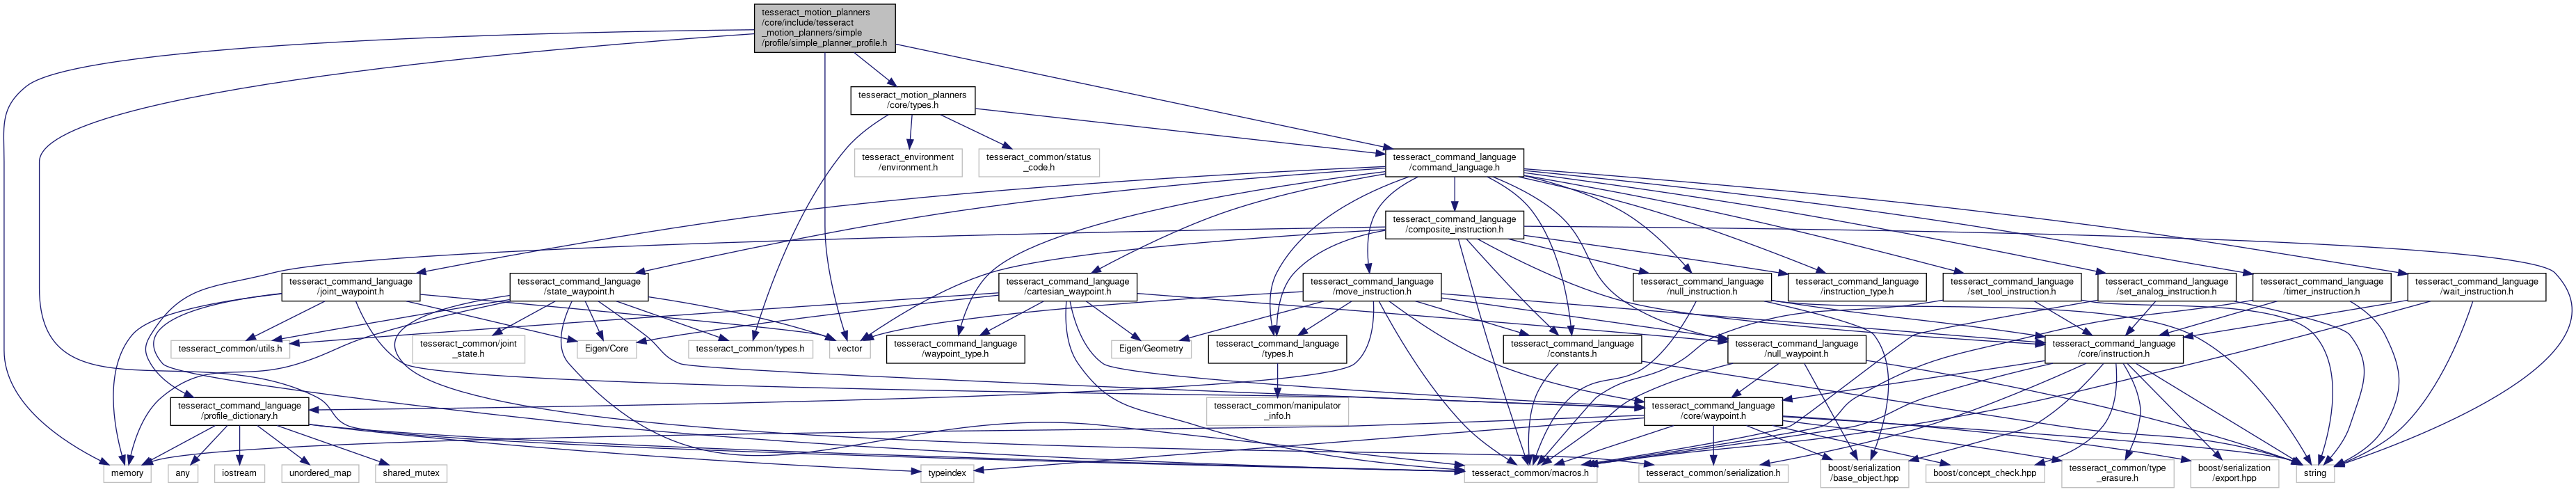 tesseract_motion_planners
/core/include/tesseract
_motion_planners/simple
/profile/simple_planner_profile.h
tesseract_motion_planners
/core/types.h
tesseract_environment
/environment.h
tesseract_common/status
_code.h
tesseract_command_language
/command_language.h
tesseract_command_language
/composite_instruction.h
tesseract_command_language
/joint_waypoint.h
tesseract_command_language
/state_waypoint.h
tesseract_command_language
/cartesian_waypoint.h
tesseract_command_language
/move_instruction.h
tesseract_command_language
/null_instruction.h
tesseract_command_language
/instruction_type.h
tesseract_command_language
/set_tool_instruction.h
tesseract_command_language
/set_analog_instruction.h
tesseract_command_language
/timer_instruction.h
tesseract_command_language
/wait_instruction.h
tesseract_common/utils.h
tesseract_common/joint
_state.h
Eigen/Core
tesseract_common/types.h
vector
tesseract_command_language
/waypoint_type.h
Eigen/Geometry
tesseract_command_language
/types.h
tesseract_command_language
/constants.h
tesseract_command_language
/null_waypoint.h
tesseract_command_language
/core/instruction.h
tesseract_command_language
/profile_dictionary.h
tesseract_common/manipulator
_info.h
tesseract_command_language
/core/waypoint.h
memory
any
iostream
unordered_map
shared_mutex
typeindex
tesseract_common/macros.h
tesseract_common/serialization.h
boost/serialization
/base_object.hpp
boost/concept_check.hpp
tesseract_common/type
_erasure.h
boost/serialization
/export.hpp
string